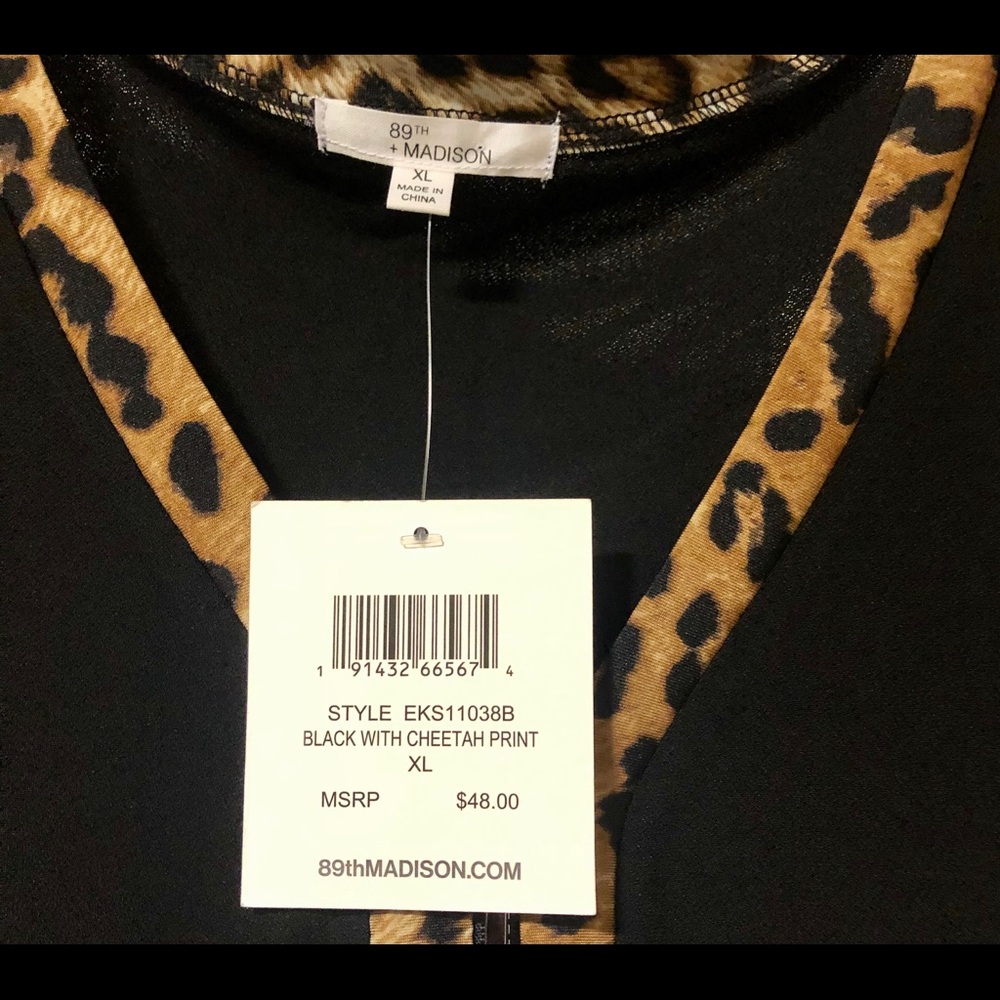 89TH
+ MADISON
XL
MADE IN
CHINA
1 91432 66567 4
STYLE EKS11038B
BLACK WITH CHEETAH PRINT
XL
MSRP $48.00
89thMADISON.COM